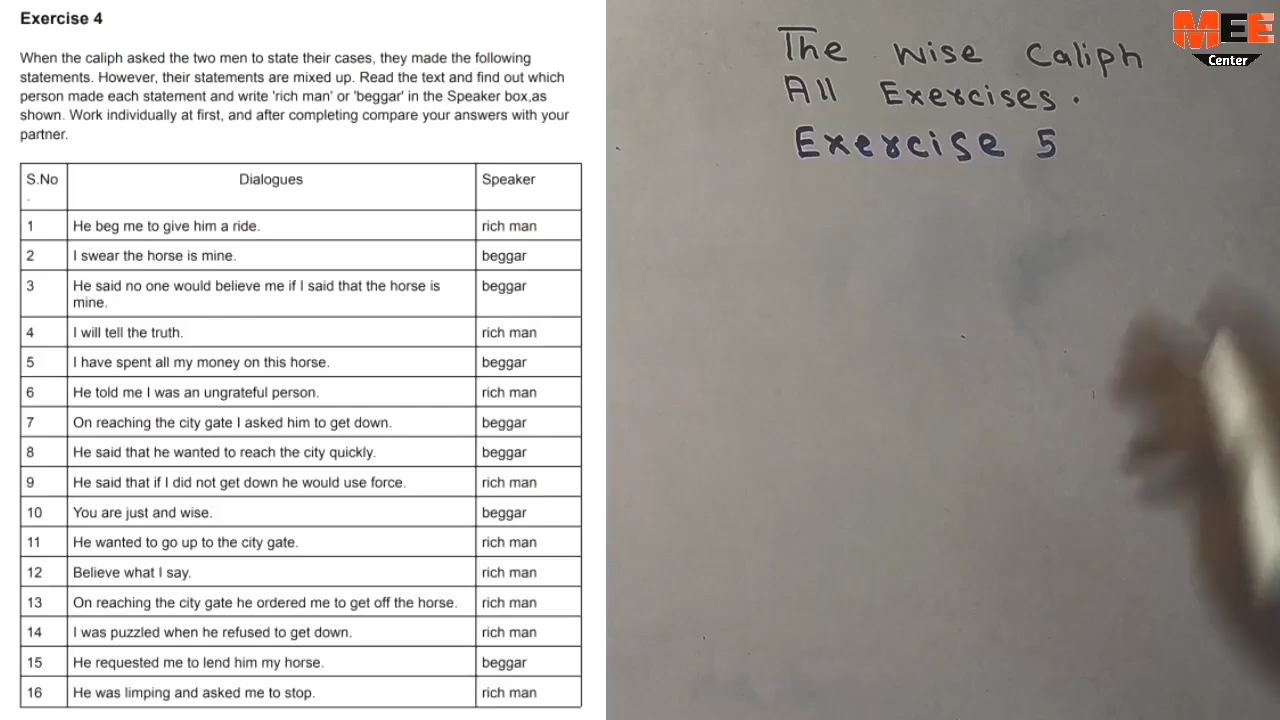 Exercise 4
When the caliph asked the two men to state their cases, they made the following
statements. However, their statements are mixed up. Read the text and find out which
person made each statement and write 'rich man' or 'beggar' in the Speaker box,as
shown. Work individually at first, and after completing compare your answers with your
partner.
S.No. Dialogues Speaker
1 He beg me to give him a ride. rich man
2 I swear the horse is mine. beggar
3 He said no one would believe me if I said that the horse is
mine. beggar
4 I will tell the truth. rich man
5 I have spent all my money on this horse. beggar
6 He told me I was an ungrateful person. rich man
7 On reaching the city gate I asked him to get down. beggar
8 He said that he wanted to reach the city quickly. beggar
9 He said that if I did not get down he would use force. rich man
10 You are just and wise. beggar
11 He wanted to go up to the city gate. rich man
12 Believe what I say. rich man
13 On reaching the city gate he ordered me to get off the horse. rich man
14 I was puzzled when he refused to get down. rich man
15 He requested me to lend him my horse. beggar
16 He was limping and asked me to stop. rich man
The Wise Caliph
All Exercises.
Exercise 5
MEE
Center